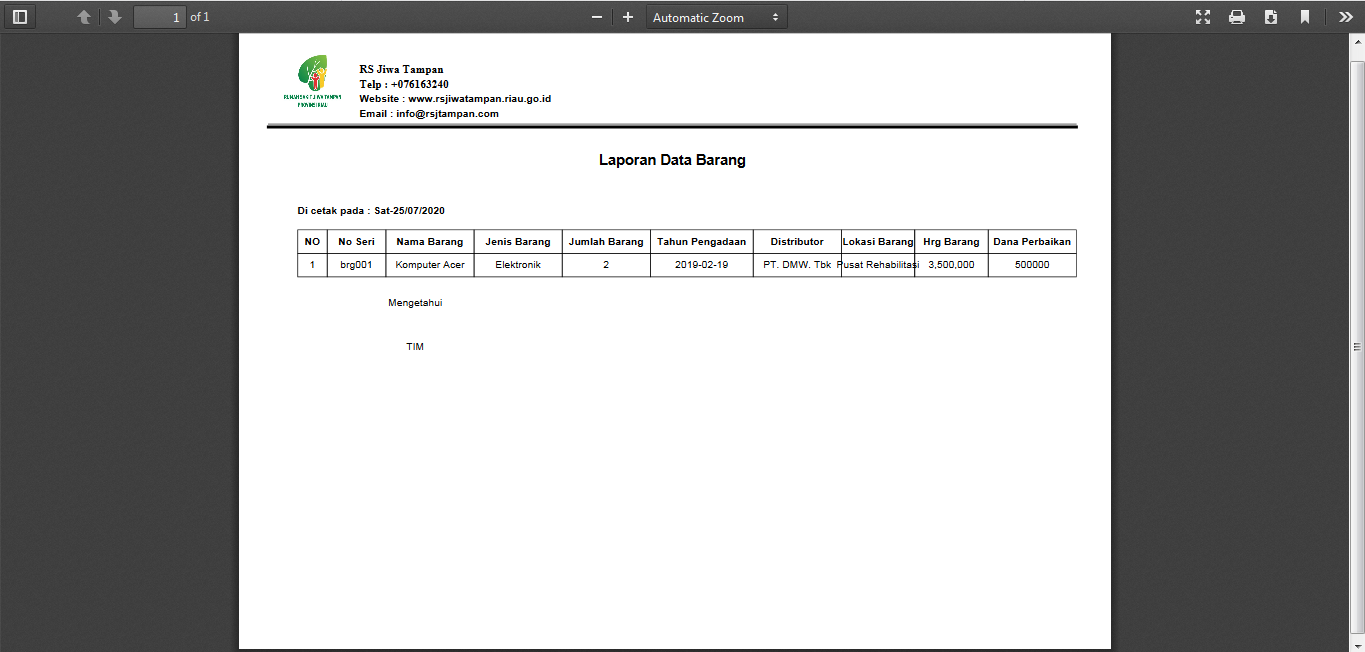 1 of 1
Automatic Zoom
RUMAH SAKIT JIWA TAMPAN
PROVINSI RIAU
RS Jiwa Tampan
Telp : +076163240
Website : www.rsjiwatampan.riau.go.id
Email : info@rsjtampan.com
Laporan Data Barang
Di cetak pada : Sat-25/07/2020
NO No Seri Nama Barang Jenis Barang Jumlah Barang Tahun Pengadaan Distributor Lokasi Barang Hrg Barang Dana Perbaikan
1 brg001 Komputer Acer Elektronik 2 2019-02-19 PT. DMW. Tbk Pusat Rehabilitasi 3,500,000 500000
Mengetahui
TIM